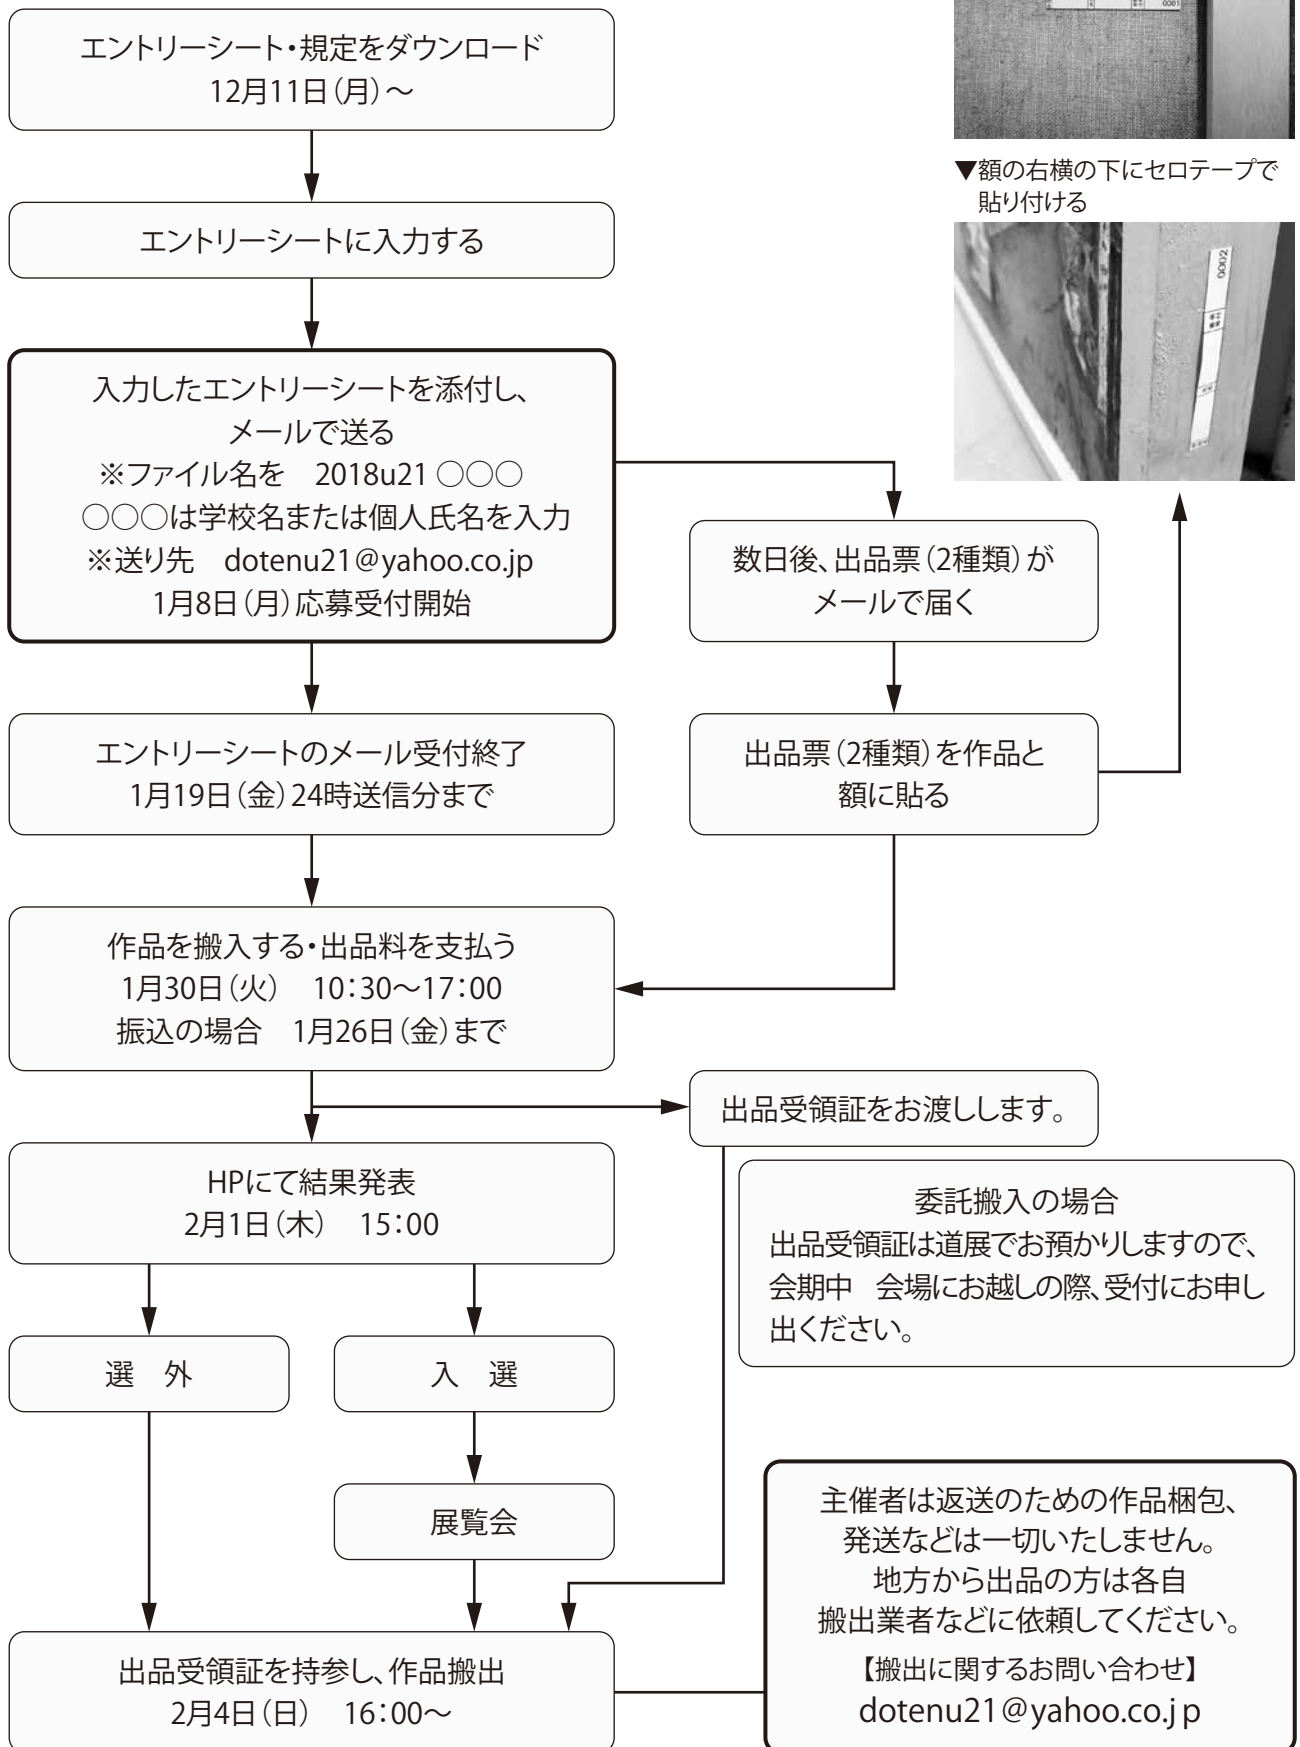 エントリーシート・規定をダウンロード
12月11日(月)～
エントリーシートに入力する
入力したエントリーシートを添付し、
メールで送る
※ファイル名を　2018u21 ○○○
○○○は学校名または個人氏名を入力
※送り先　dotenu21@yahoo.co.jp
1月8日(月)応募受付開始
エントリーシートのメール受付終了
1月19日(金)24時送信分まで
作品を搬入する・出品料を支払う
1月30日(火)　10：30～17：00
振込の場合　1月26日(金)まで
HPにて結果発表
2月1日(木)　15：00
選　外
入　選
展覧会
出品受領証を持参し、作品搬出
2月4日(日)　16：00～
0001
▼額の右横の下にセロテープで
貼り付ける
0002
数日後、出品票(2種類)が
メールで届く
出品票(2種類)を作品と
額に貼る
出品受領証をお渡しします。
委託搬入の場合
出品受領証は道展でお預かりしますので、
会期中　会場にお越しの際、受付にお申し
出ください。
主催者は返送のための作品梱包、
発送などは一切いたしません。
地方から出品の方は各自
搬出業者などに依頼してください。
【搬出に関するお問い合わせ】
dotenu21@yahoo.co.jp